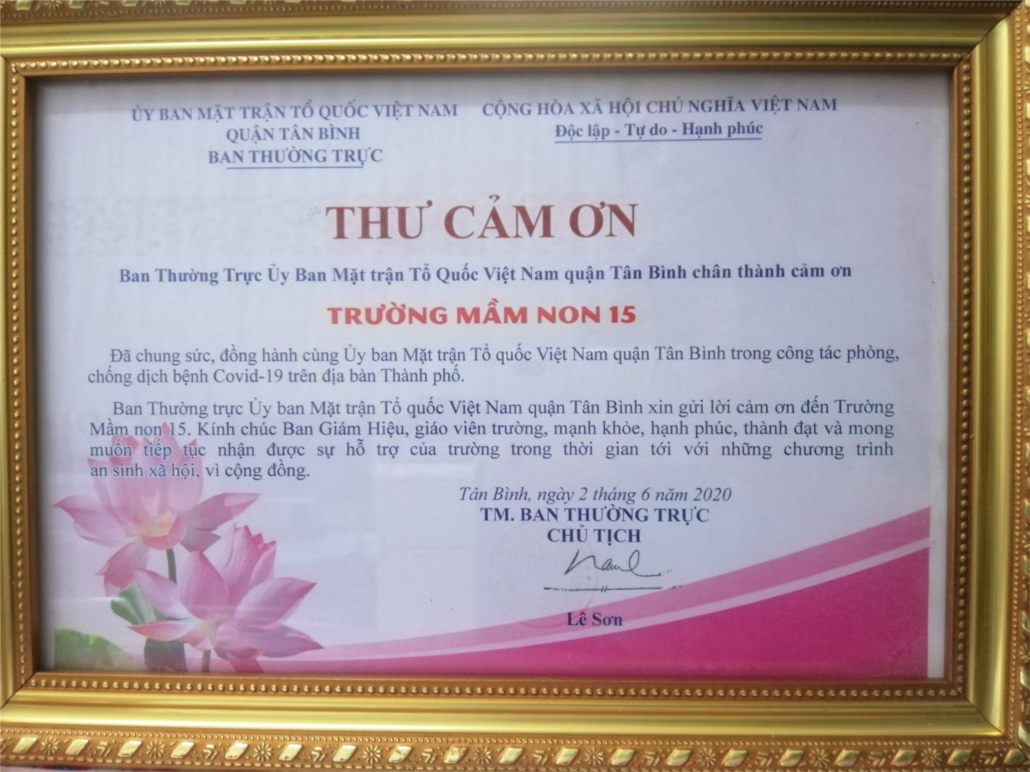 ỦY BAN MẶT TRẬN TỔ QUỐC VIỆT NAM
QUẬN TÂN BÌNH
BAN THƯỜNG TRỰC
CỘNG HÒA XÃ HỘI CHỦ NGHĨA VIỆT NAM
Độc lập - Tự do - Hạnh phúc
THƯ CẢM ƠN
Ban Thường Trực Ủy Ban Mặt trận Tổ Quốc Việt Nam quận Tân Bình chân thành cảm ơn
TRƯỜNG MẦM NON 15
Đã chung sức, đồng hành cùng Ủy ban Mặt trận Tổ quốc Việt Nam quận Tân Bình trong công tác phòng,
chống dịch bệnh Covid-19 trên địa bàn Thành phố.
Ban Thường trực Ủy ban Mặt trận Tổ quốc Việt Nam quận Tân Bình xin gửi lời cảm ơn đến Trường
Mầm non 15. Kính chúc Ban Giám Hiệu, giáo viên trường, mạnh khỏe, hạnh phúc, thành đạt và mong
muốn tiếp tục nhận được sự hỗ trợ của trường trong thời gian tới với những chương trình
an sinh xã hội, vì cộng đồng.
Tân Bình, ngày 2 tháng 6 năm 2020
TM. BAN THƯỜNG TRỰC
CHỦ TỊCH
Lê Sơn